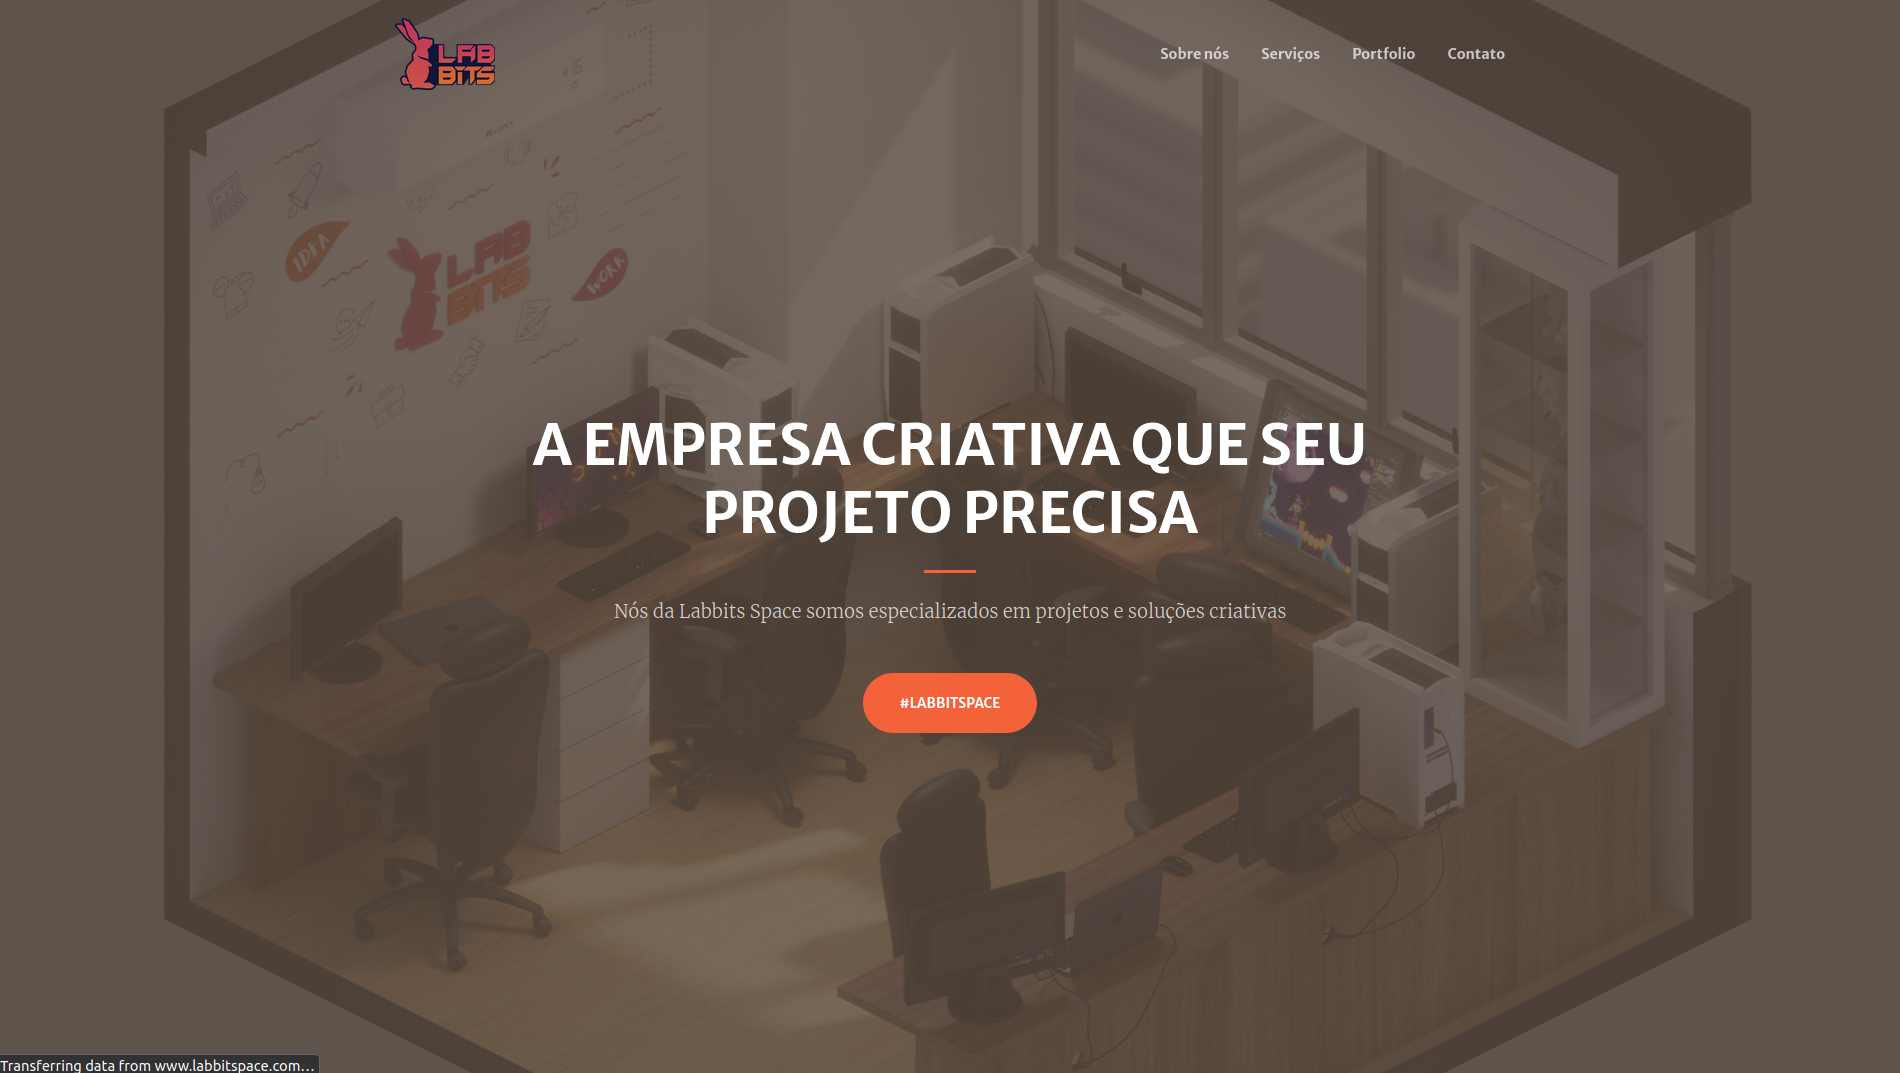 LAB
BITS
Sobre nós Serviços Portfolio Contato
IDEA
LAB
BITS
WORK
A EMPRESA CRIATIVA QUE SEU
PROJETO PRECISA
Nós da Labbits Space somos especializados em projetos e soluções criativas
#LABBITSPACE
Transferring data from www.labbitspace.com…